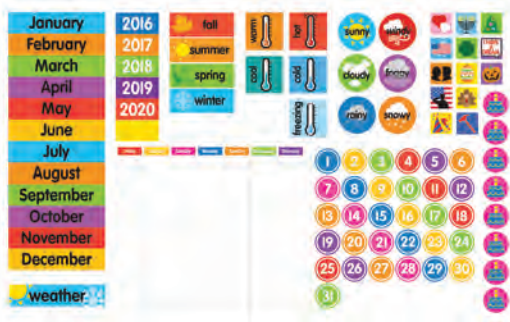 January
February
March
April
May
June
July
August
September
October
November
December
weather
2016
2017
2018
2019
2020
fall
summer
spring
winter
warm
hot
cool
cold
freezing
sunny
windy
cloudy
foggy
rainy
snowy
1 2 3 4 5 6
7 8 9 10 11 12
13 14 15 16 17 18
19 20 21 22 23 24
25 26 27 28 29 30
31